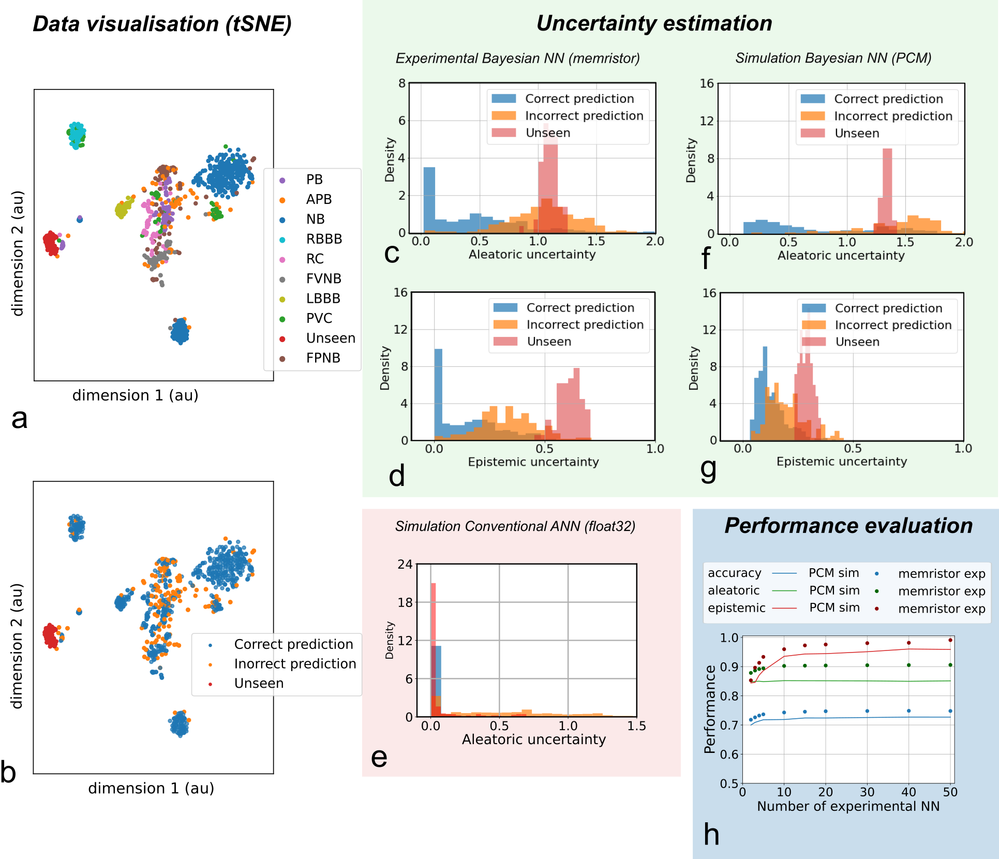 Data visualisation (tSNE)
dimension 2 (au)
PB
APB
NB
RBBB
RC
FVNB
LBBB
PVC
Unseen
FPNB
dimension 1 (au)
a
dimension 2 (au)
Correct prediction
Inorrect prediction
Unseen
dimension 1 (au)
b
Uncertainty estimation
Experimental Bayesian NN (memristor)
Density
8
6
4
2
0
Correct prediction
Incorrect prediction
Unseen
0.0 0.5 1.0 1.5 2.0
Aleatoric uncertainty
c
Simulation Bayesian NN (PCM)
Density
16
12
8
4
0
Correct prediction
Incorrect prediction
Unseen
0.0 0.5 1.0 1.5 2.0
Aleatoric uncertainty
f
Density
16
12
8
4
0
Correct prediction
Incorrect prediction
Unseen
0.0 0.5 1.0
Epistemic uncertainty
d
Density
16
12
8
4
0
Correct prediction
Incorrect prediction
Unseen
0.0 0.5 1.0
Epistemic uncertainty
g
Simulation Conventional ANN (float32)
Density
24
18
12
6
0
0.0 0.5 1.0 1.5
Aleatoric uncertainty
e
Performance evaluation
accuracy PCM sim memristor exp
aleatoric PCM sim memristor exp
epistemic PCM sim memristor exp
Performance
1.0
0.9
0.8
0.7
0.6
0.5
0 10 20 30 40 50
Number of experimental NN
h